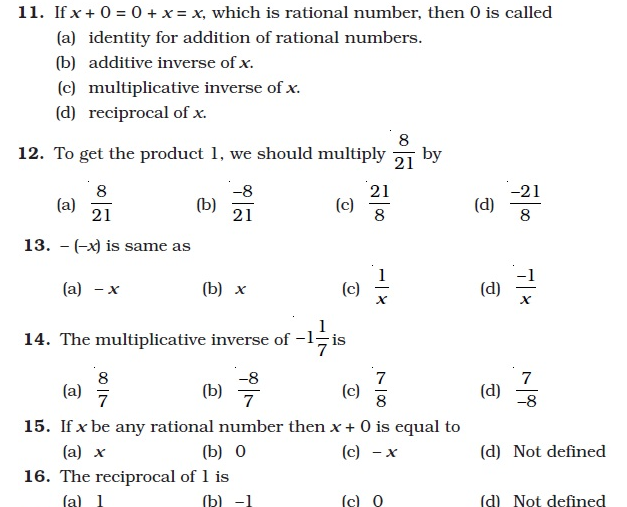 11. If x + 0 = 0 + x = x, which is rational number, then 0 is called
(a) identity for addition of rational numbers.
(b) additive inverse of x.
(c) multiplicative inverse of x.
(d) reciprocal of x.
12. To get the product 1, we should multiply 8/21 by
(a) 8/21 (b) -8/21 (c) 21/8 (d) -21/8
13. – (–x) is same as
(a) – x (b) x (c) 1/x (d) -1/x
14. The multiplicative inverse of -1 1/7 is
(a) 8/7 (b) -8/7 (c) 7/8 (d) 7/-8
15. If x be any rational number then x + 0 is equal to
(a) x (b) 0 (c) – x (d) Not defined
16. The reciprocal of 1 is
(a) 1 (b) –1 (c) 0 (d) Not defined